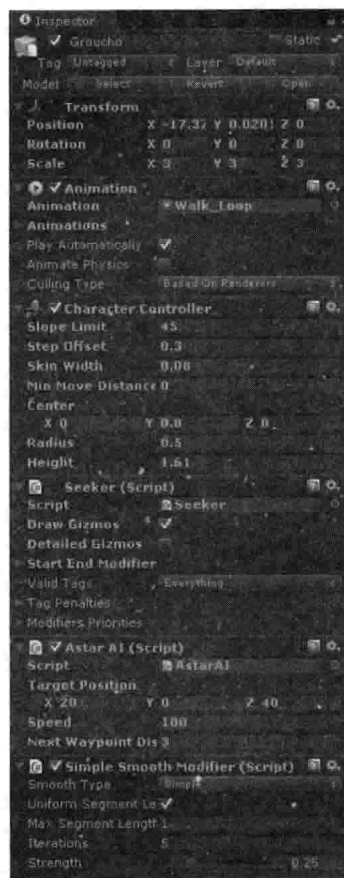 Inspector
Groucho Static
Tag Untagged Layer Default
Model Select Revert Open
Transform
Position X -17.37 Y 0.020 Z 0
Rotation X 0 Y 0 Z 0
Scale X 3 Y 3 Z 3
Animation
Animation Walk_Loop
Animations
Play Automatically
Animate Physics
Culling Type Based On Renderers
Character Controller
Slope Limit 45
Step Offset 0.3
Skin Width 0.08
Min Move Distance 0
Center
X 0 Y 0.8 Z 0
Radius 0.5
Height 1.61
Seeker (Script)
Script Seeker
Draw Gizmos
Detailed Gizmos
Start End Modifier
Valid Tags Everything
Tag Penalties
Modifiers Priorities
Astar AI (Script)
Script AstarAI
Target Position
X 20 Y 0 Z 40
Speed 100
Next Waypoint Dis 3
Simple Smooth Modifier (Script)
Smooth Type Simple
Uniform Segment Le
Max Segment Lengtl 1
Iterations 5
Strength 0.25